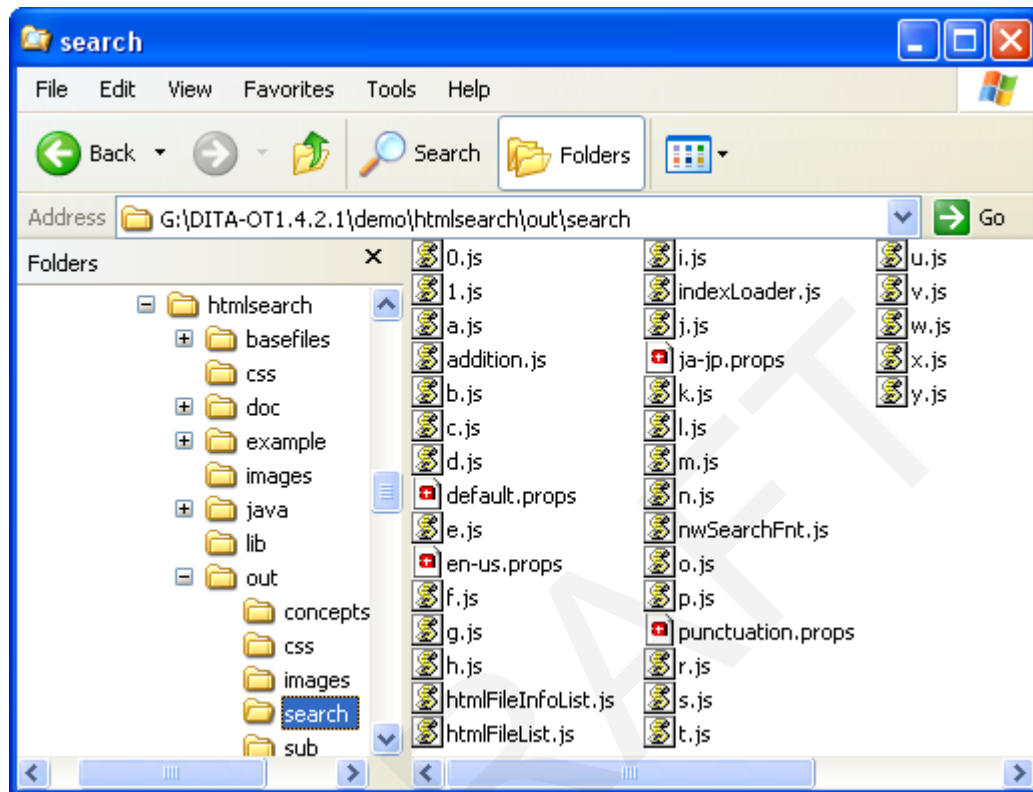 search
File Edit View Favorites Tools Help
Back Search Folders
Address G:\DITA-OT1.4.2.1\demo\htmlsearch\out\search Go
Folders
htmlsearch
basefiles
css
doc
example
images
java
lib
out
concepts
css
images
search
sub
0.js
1.js
a.js
addition.js
b.js
c.js
d.js
default.props
e.js
en-us.props
f.js
g.js
h.js
htmlFileInfoList.js
htmlFileList.js
i.js
indexLoader.js
j.js
ja-jp.props
k.js
l.js
m.js
n.js
nwSearchFnt.js
o.js
p.js
punctuation.props
r.js
s.js
t.js
u.js
v.js
w.js
x.js
y.js
RAFT